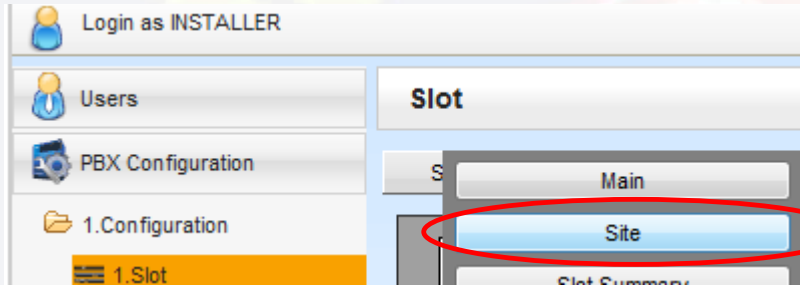 Login as INSTALLER
Users
Slot
PBX Configuration
S
Main
1.Configuration
Site
1.Slot
Slot Summary